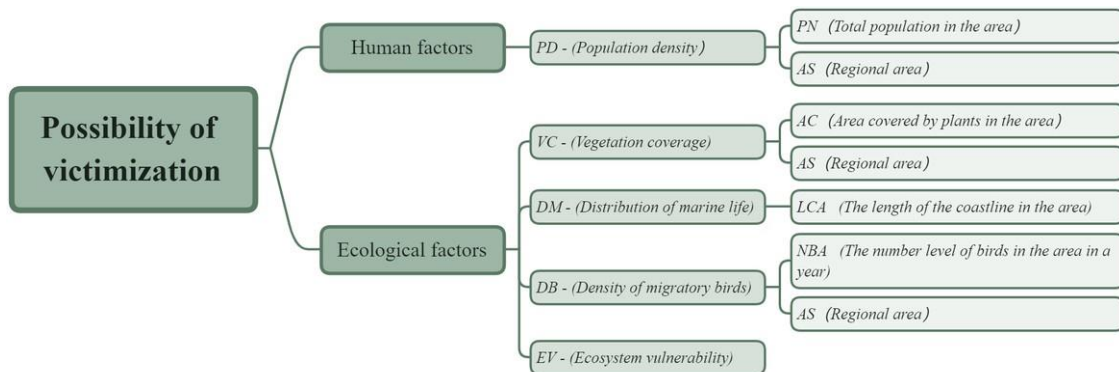 Possibility of
victimization
Human factors
PD - (Population density)
PN (Total population in the area)
AS (Regional area)
Ecological factors
VC - (Vegetation coverage)
AC (Area covered by plants in the area)
AS (Regional area)
DM - (Distribution of marine life)
LCA (The length of the coastline in the area)
DB - (Density of migratory birds)
NBA (The number level of birds in the area in a
year)
AS (Regional area)
EV - (Ecosystem vulnerability)